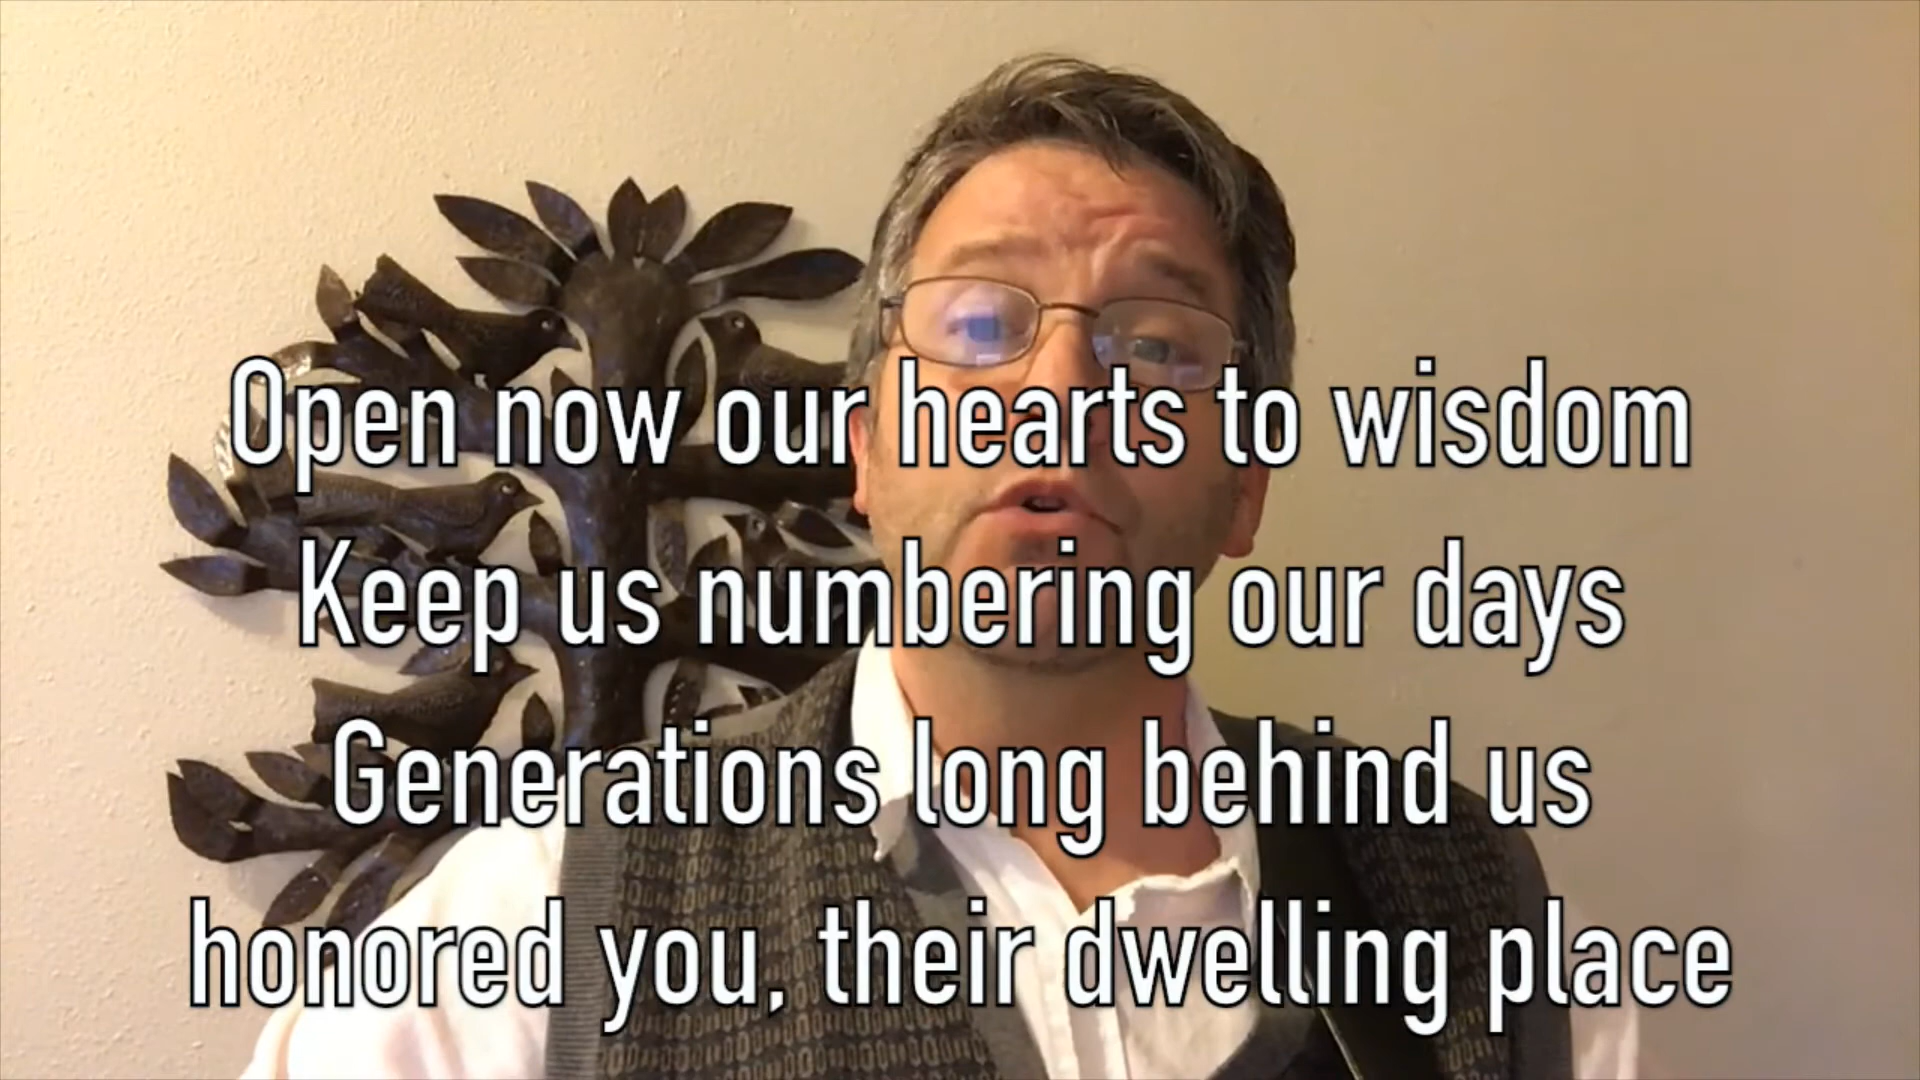 Open now our hearts to wisdom
Keep us numbering our days
Generations long behind us
honored you, their dwelling place